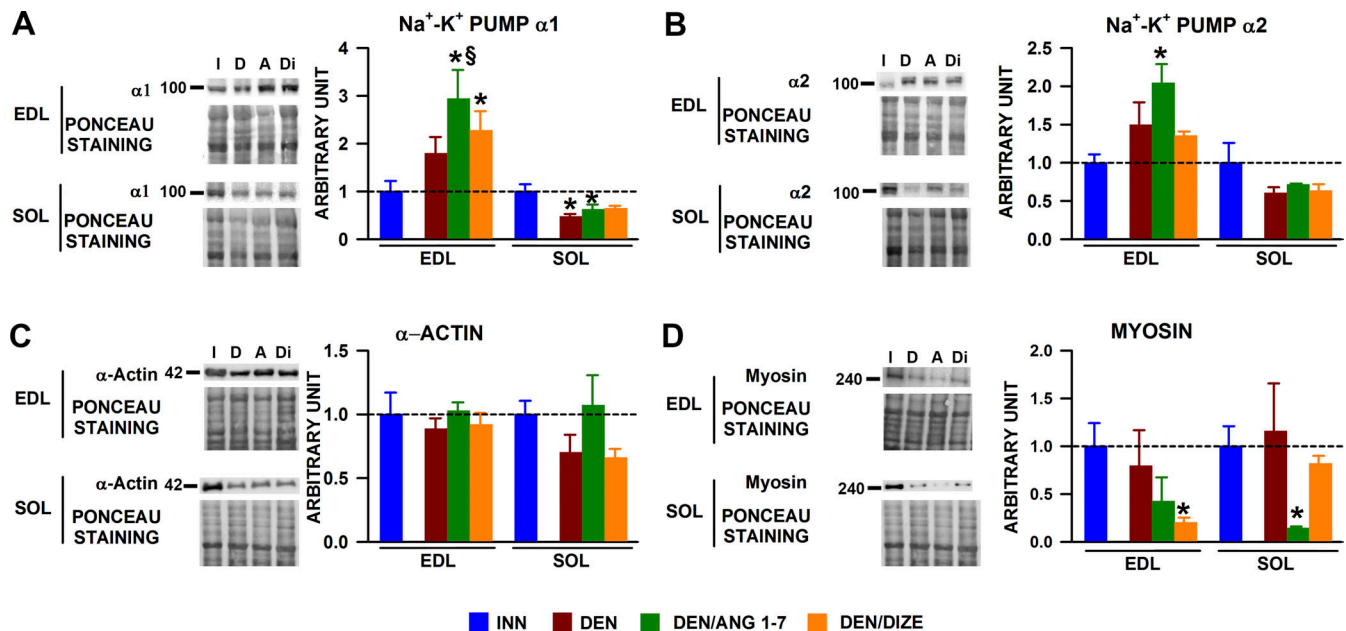 A
Na⁺-K⁺ PUMP α1
I D A Di
EDL
α1 100
PONCEAU
STAINING
SOL
α1 100
PONCEAU
STAINING
ARBITRARY UNIT
4
3
2
1
0
*§
*
*
*
EDL SOL
B
Na⁺-K⁺ PUMP α2
I D A Di
EDL
α2 100
PONCEAU
STAINING
SOL
α2 100
PONCEAU
STAINING
ARBITRARY UNIT
2.5
2.0
1.5
1.0
0.5
0.0
*
EDL SOL
C
α–ACTIN
I D A Di
EDL
α-Actin 42
PONCEAU
STAINING
SOL
α-Actin 42
PONCEAU
STAINING
ARBITRARY UNIT
1.5
1.0
0.5
0.0
EDL SOL
D
MYOSIN
I D A Di
EDL
Myosin 240
PONCEAU
STAINING
SOL
Myosin 240
PONCEAU
STAINING
ARBITRARY UNIT
2.0
1.5
1.0
0.5
0.0
*
*
EDL SOL
INN DEN DEN/ANG 1-7 DEN/DIZE